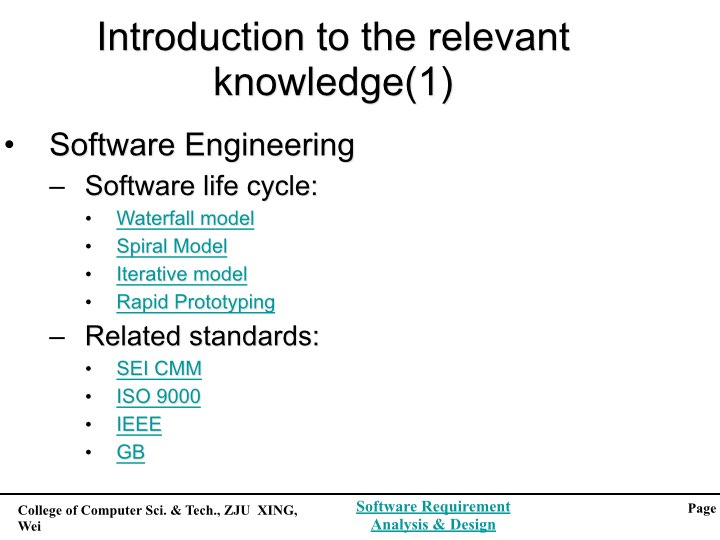 Introduction to the relevant
knowledge(1)
• Software Engineering
– Software life cycle:
• Waterfall model
• Spiral Model
• Iterative model
• Rapid Prototyping
– Related standards:
• SEI CMM
• ISO 9000
• IEEE
• GB
College of Computer Sci. & Tech., ZJU XING,
Wei
Software Requirement
Analysis & Design
Page